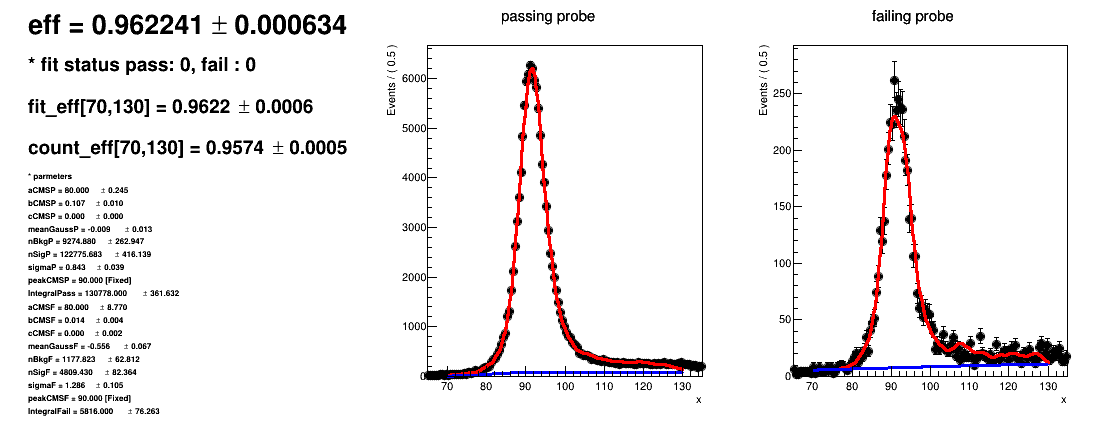 eff = 0.962241 ± 0.000634
* fit status pass: 0, fail : 0
fit_eff[70,130] = 0.9622 ± 0.0006
count_eff[70,130] = 0.9574 ± 0.0005
* parmeters
aCMSP = 80.000 ± 0.245
bCMSP = 0.107 ± 0.010
cCMSP = 0.000 ± 0.000
meanGaussP = -0.009 ± 0.013
nBkgP = 9274.880 ± 262.947
nSigP = 122775.683 ± 416.139
sigmaP = 0.843 ± 0.039
peakCMSP = 90.000 [Fixed]
IntegralPass = 130778.000 ± 361.632
aCMSF = 80.000 ± 8.770
bCMSF = 0.014 ± 0.004
cCMSF = 0.000 ± 0.002
meanGaussF = -0.556 ± 0.067
nBkgF = 1177.823 ± 62.812
nSigF = 4809.430 ± 82.364
sigmaF = 1.286 ± 0.105
peakCMSF = 90.000 [Fixed]
IntegralFail = 5816.000 ± 76.263
passing probe
Events / ( 0.5 )
6000
5000
4000
3000
2000
1000
0
70 80 90 100 110 120 130
x
failing probe
Events / ( 0.5 )
250
200
150
100
50
0
70 80 90 100 110 120 130
x